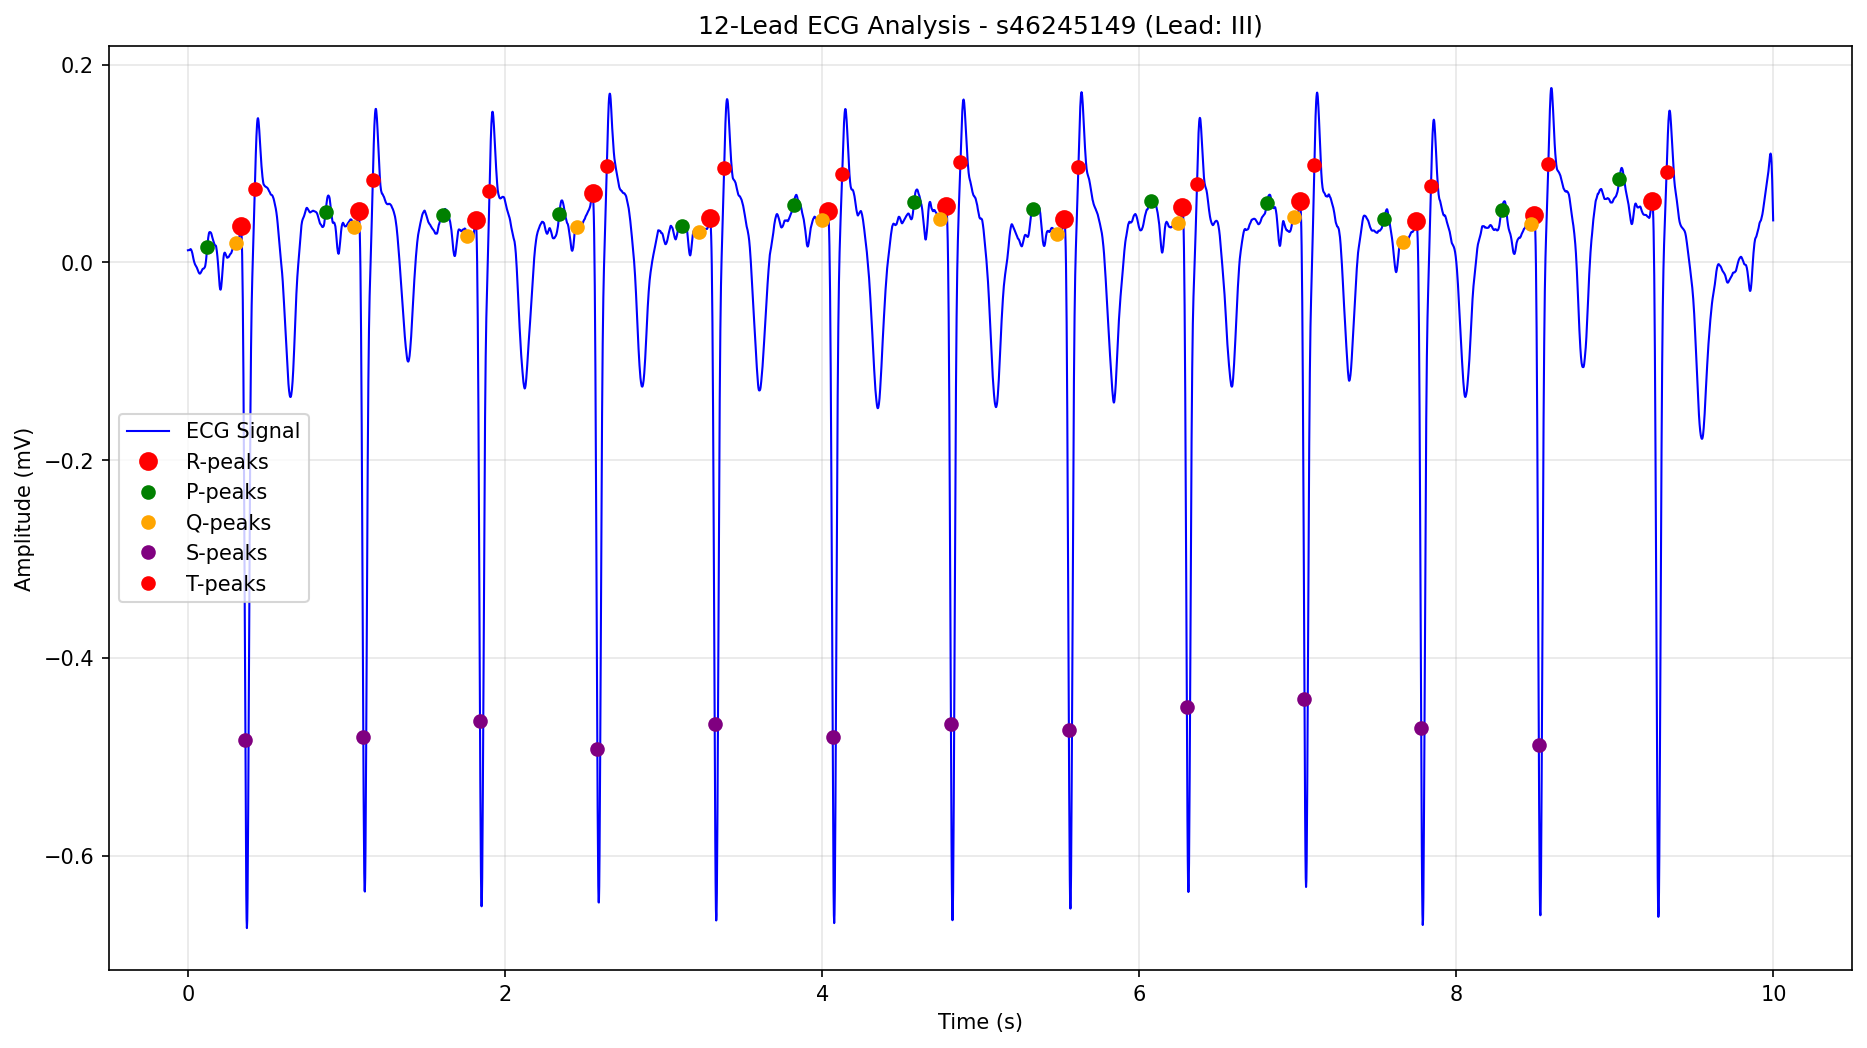 12-Lead ECG Analysis - s46245149 (Lead: III)
Amplitude (mV)
0.2
0.0
−0.2
−0.4
−0.6
ECG Signal
R-peaks
P-peaks
Q-peaks
S-peaks
T-peaks
0 2 4 6 8 10
Time (s)